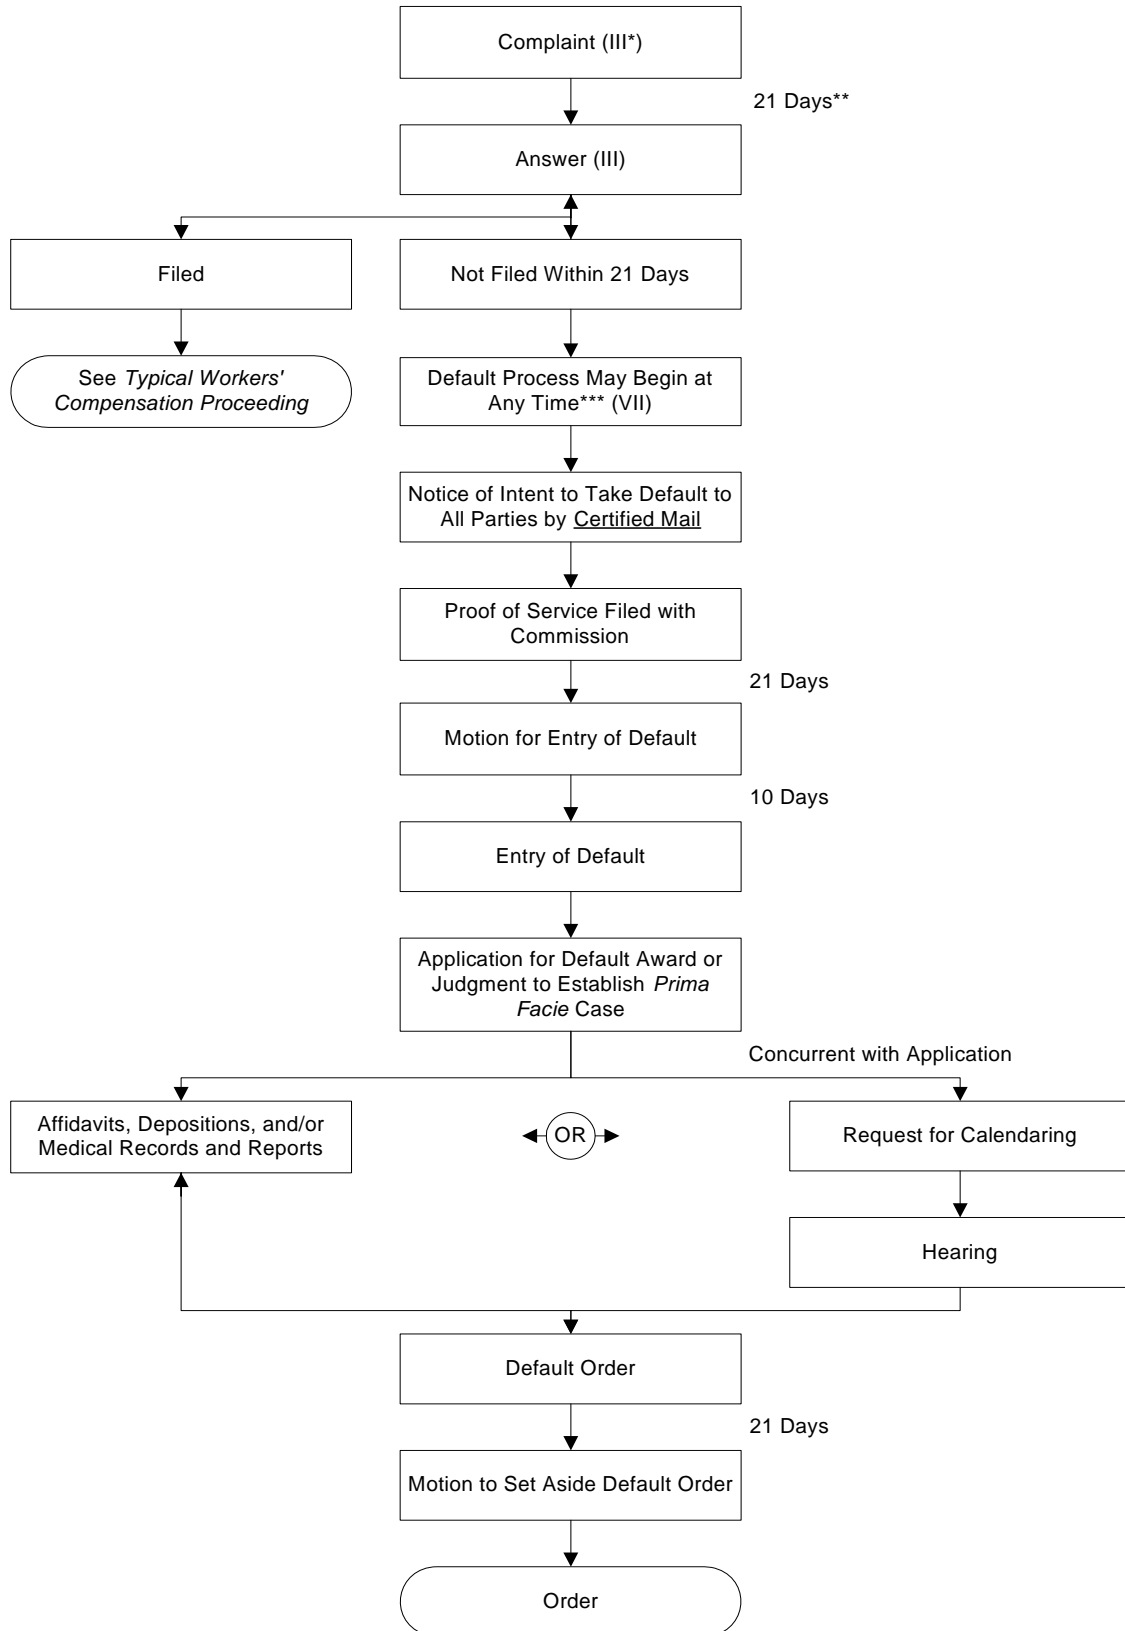 Complaint (III*)
21 Days**
Answer (III)
Filed
Not Filed Within 21 Days
See Typical Workers'
Compensation Proceeding
Default Process May Begin at
Any Time*** (VII)
Notice of Intent to Take Default to
All Parties by Certified Mail
Proof of Service Filed with
Commission
21 Days
Motion for Entry of Default
10 Days
Entry of Default
Application for Default Award or
Judgment to Establish Prima
Facie Case
Concurrent with Application
Affidavits, Depositions, and/or
Medical Records and Reports
OR
Request for Calendaring
Hearing
Default Order
21 Days
Motion to Set Aside Default Order
Order